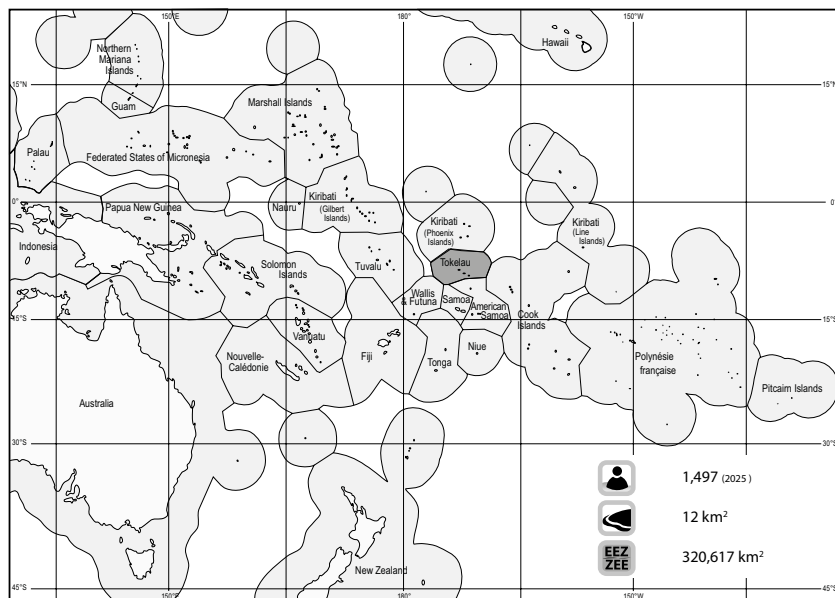 150°E
180°
150°W
Hawaii
Northern
Mariana
Islands
15°N
15°N
Guam
Marshall Islands
Palau
Federated States of Micronesia
0°
0°
Papua New Guinea
Nauru
Kiribati
(Gilbert
Islands)
Kiribati
(Phoenix
Islands)
Kiribati
(Line
Islands)
Indonesia
Solomon
Islands
Tuvalu
Tokelau
Wallis
& Futuna
Samoa
American
Samoa
Cook
Islands
15°S
15°S
Vanuatu
Nouvelle-
Calédonie
Fiji
Tonga
Niue
Polynésie
française
Pitcairn Islands
Australia
30°S
30°S
1,497 (2025 )
12 km²
EEZ
ZEE
320,617 km²
New Zealand
45°S
45°S
150°E
180°
150°W